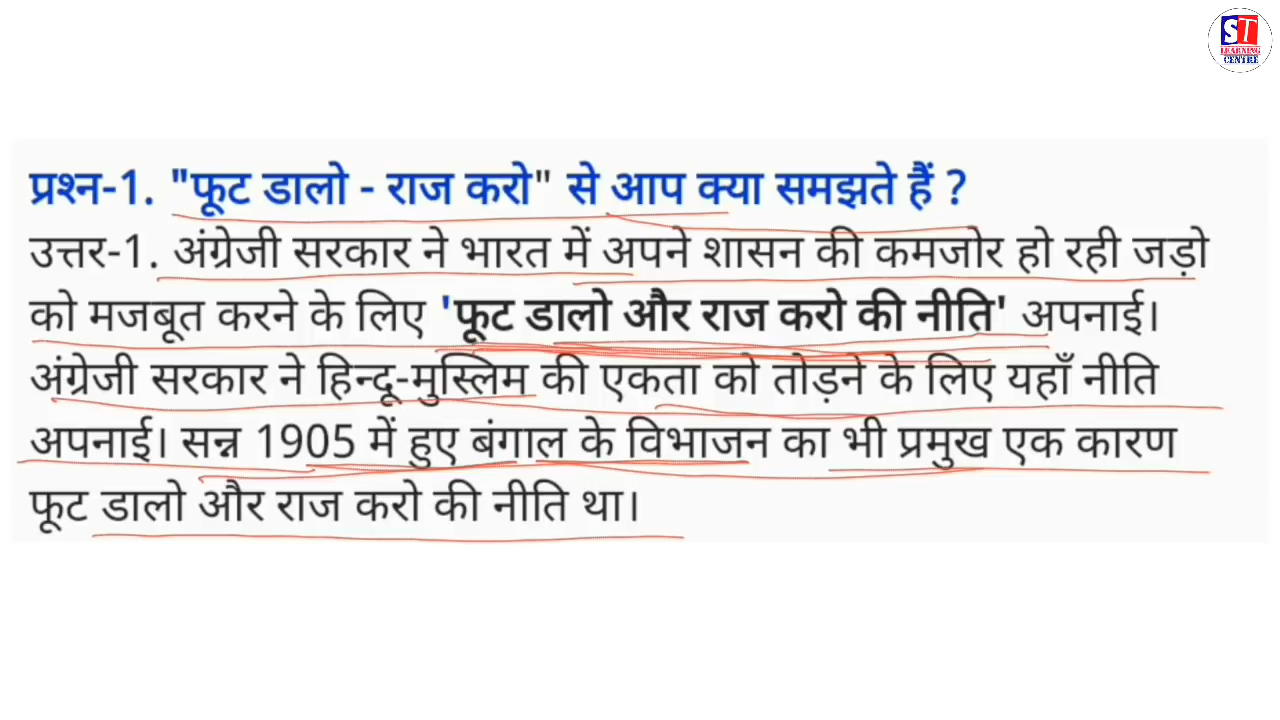 ST
LEARNING
CENTRE
प्रश्न-1. "फूट डालो - राज करो" से आप क्या समझते हैं ?
उत्तर-1. अंग्रेजी सरकार ने भारत में अपने शासन की कमजोर हो रही जड़ो
को मजबूत करने के लिए 'फूट डालो और राज करो की नीति' अपनाई।
अंग्रेजी सरकार ने हिन्दू-मुस्लिम की एकता को तोड़ने के लिए यहाँ नीति
अपनाई। सन्न 1905 में हुए बंगाल के विभाजन का भी प्रमुख एक कारण
फूट डालो और राज करो की नीति था।